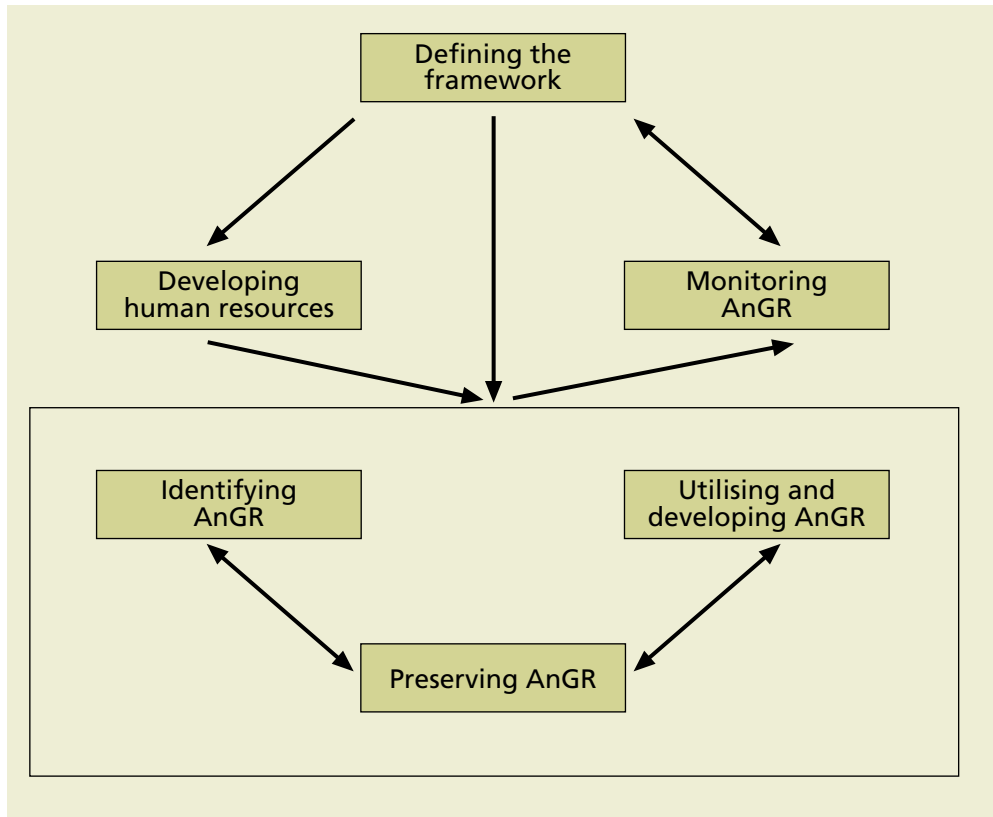 Defining the
framework
Developing
human resources
Monitoring
AnGR
Identifying
AnGR
Utilising and
developing AnGR
Preserving AnGR